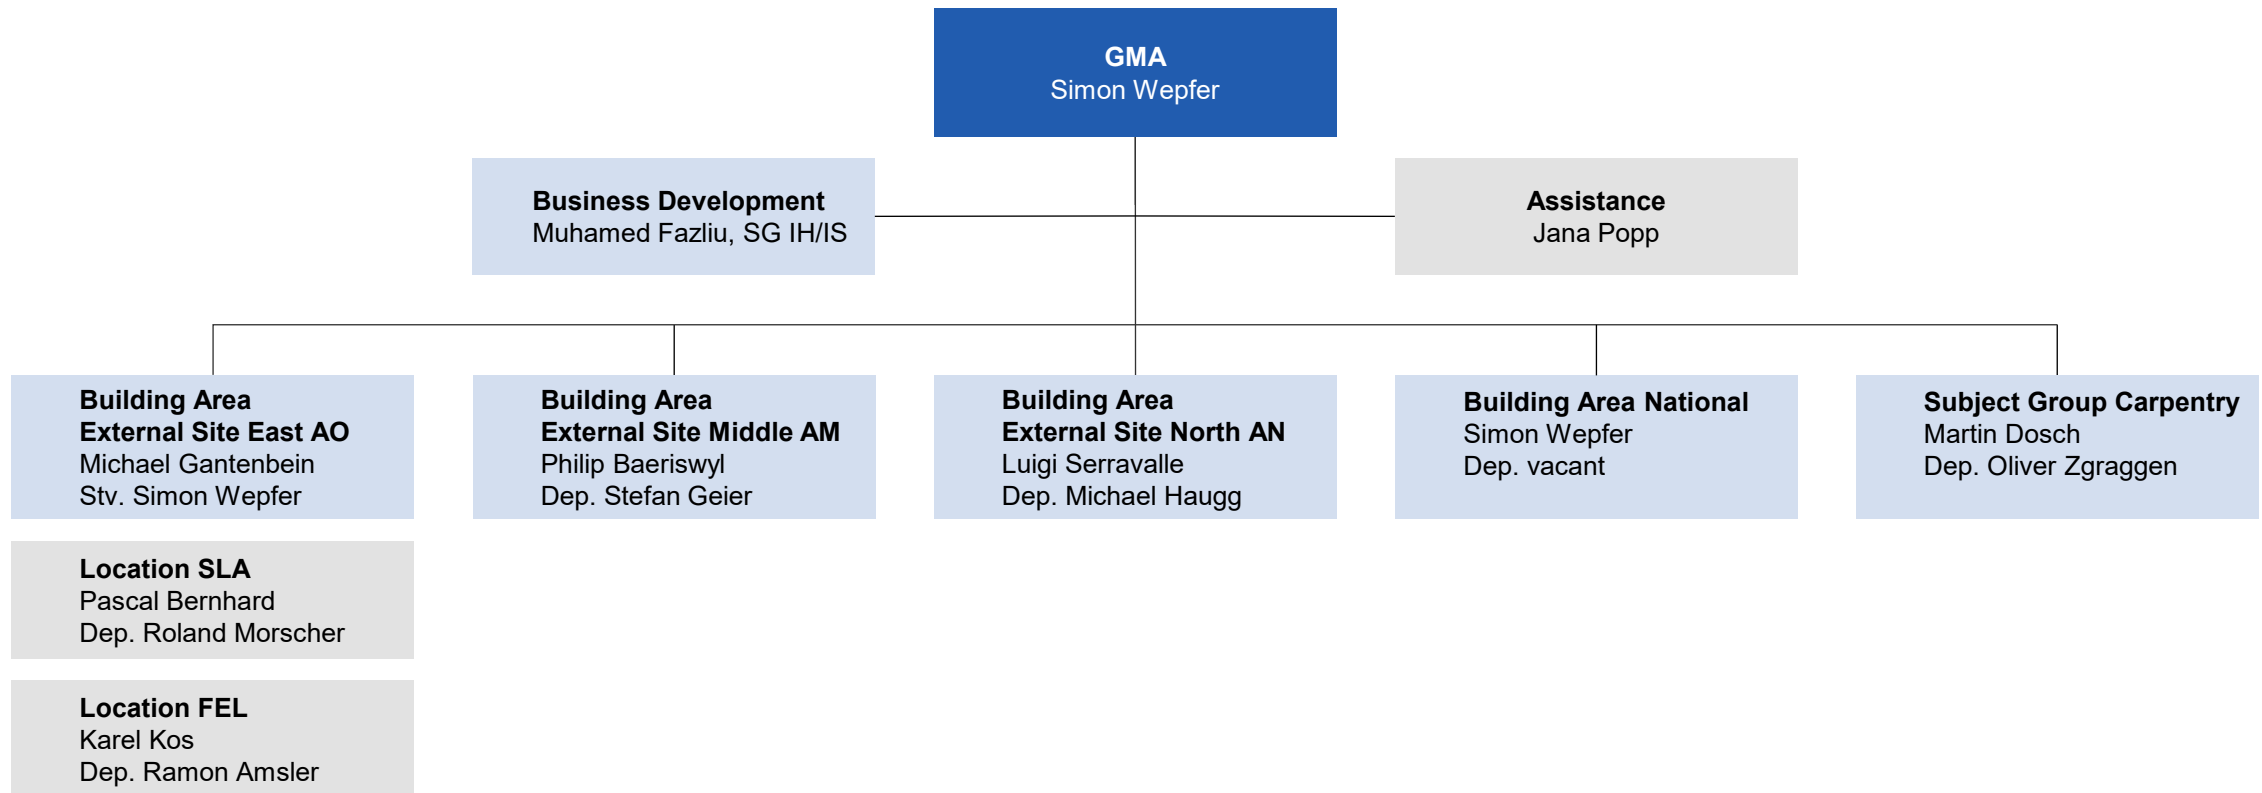 GMA
Simon Wepfer
Business Development
Muhamed Fazliu, SG IH/IS
Assistance
Jana Popp
Building Area
External Site East AO
Michael Gantenbein
Stv. Simon Wepfer
Building Area
External Site Middle AM
Philip Baeriswyl
Dep. Stefan Geier
Building Area
External Site North AN
Luigi Serravalle
Dep. Michael Haugg
Building Area National
Simon Wepfer
Dep. vacant
Subject Group Carpentry
Martin Dosch
Dep. Oliver Zgraggen
Location SLA
Pascal Bernhard
Dep. Roland Morscher
Location FEL
Karel Kos
Dep. Ramon Amsler